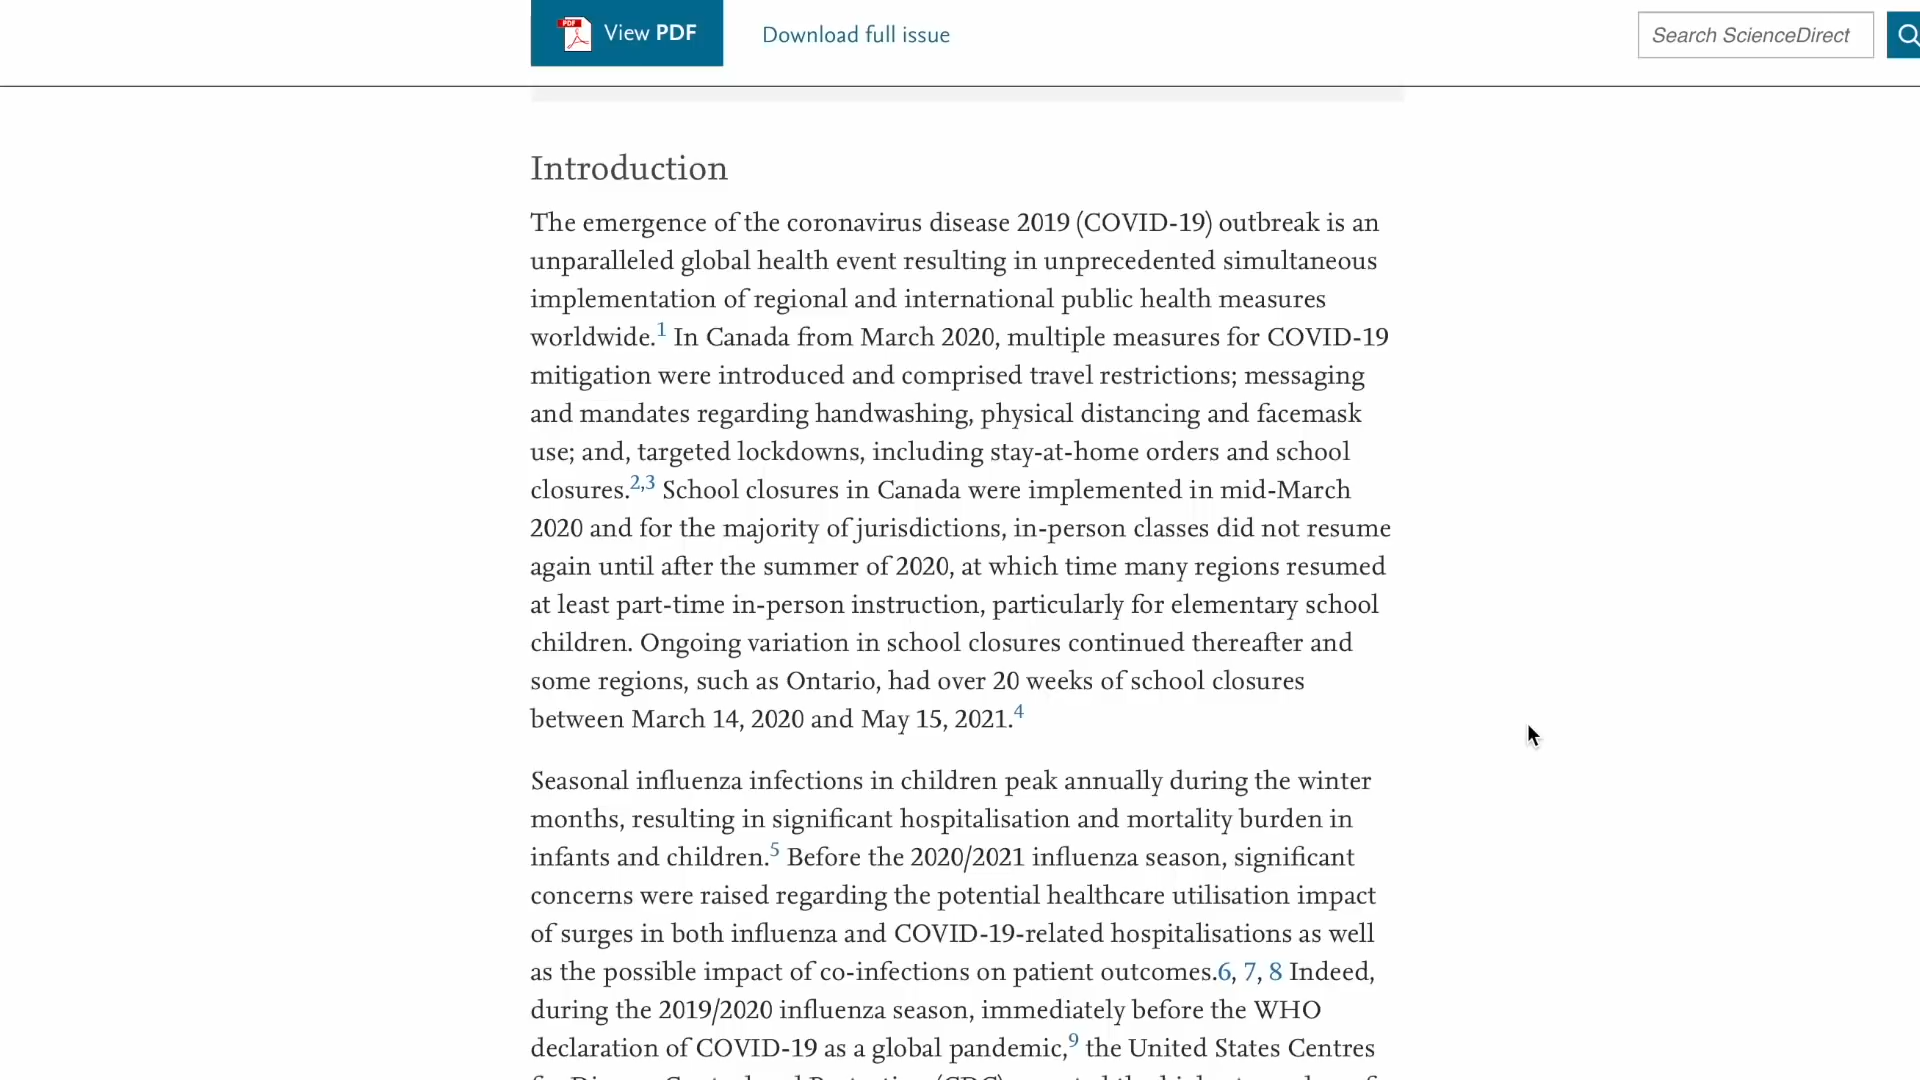 View PDF
Download full issue
Search ScienceDirect
Introduction
The emergence of the coronavirus disease 2019 (COVID-19) outbreak is an
unparalleled global health event resulting in unprecedented simultaneous
implementation of regional and international public health measures
worldwide.1 In Canada from March 2020, multiple measures for COVID-19
mitigation were introduced and comprised travel restrictions; messaging
and mandates regarding handwashing, physical distancing and facemask
use; and, targeted lockdowns, including stay-at-home orders and school
closures.2,3 School closures in Canada were implemented in mid-March
2020 and for the majority of jurisdictions, in-person classes did not resume
again until after the summer of 2020, at which time many regions resumed
at least part-time in-person instruction, particularly for elementary school
children. Ongoing variation in school closures continued thereafter and
some regions, such as Ontario, had over 20 weeks of school closures
between March 14, 2020 and May 15, 2021.4
Seasonal influenza infections in children peak annually during the winter
months, resulting in significant hospitalisation and mortality burden in
infants and children.5 Before the 2020/2021 influenza season, significant
concerns were raised regarding the potential healthcare utilisation impact
of surges in both influenza and COVID-19-related hospitalisations as well
as the possible impact of co-infections on patient outcomes.6, 7, 8 Indeed,
during the 2019/2020 influenza season, immediately before the WHO
declaration of COVID-19 as a global pandemic,9 the United States Centres